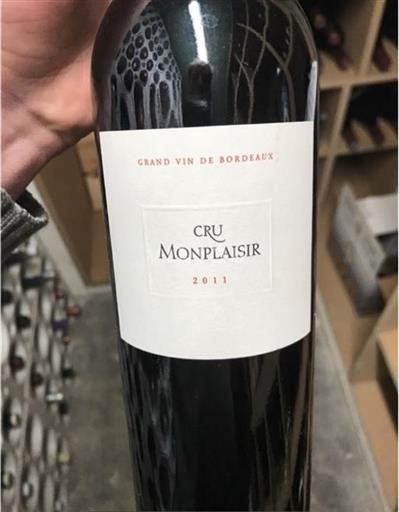 GRAND VIN DE BORDEAUX
CRU
MONPLAISIR
2011